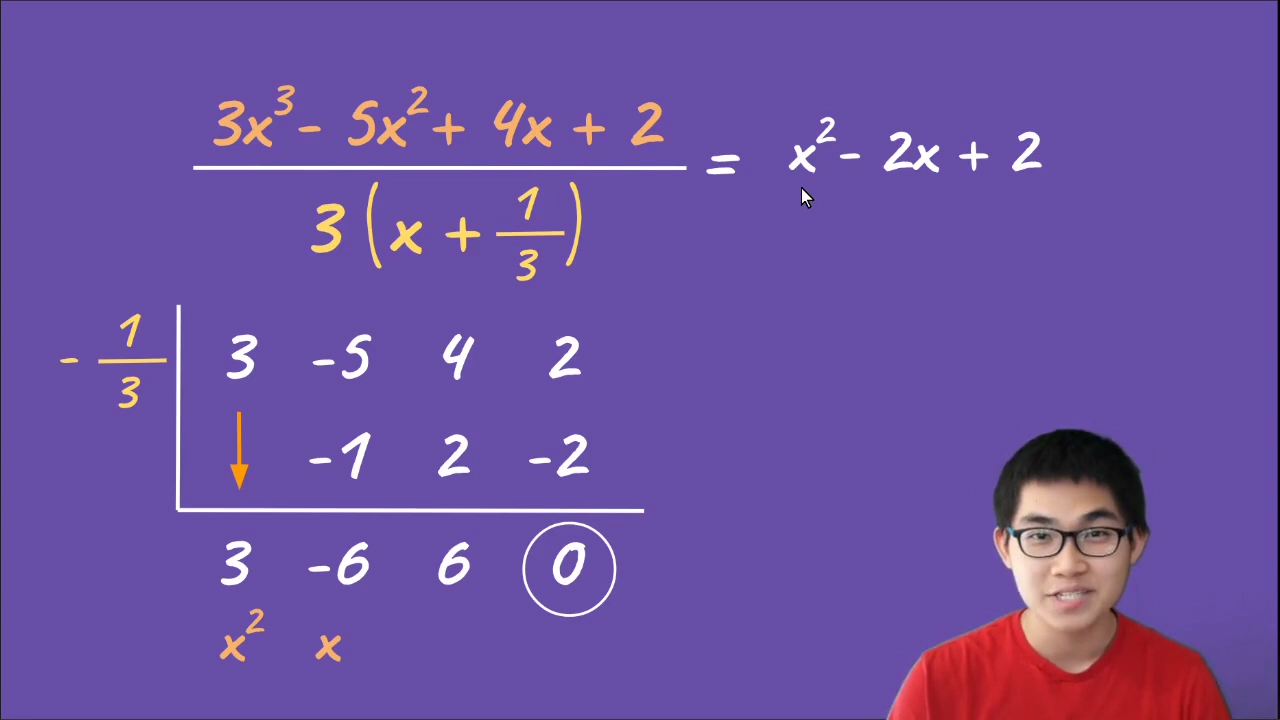 3x³ - 5x² + 4x + 2 = x² - 2x + 2
3 (x + 1/3)
- 1/3 3 -5 4 2
-1 2 -2
3 -6 6 0
x² x